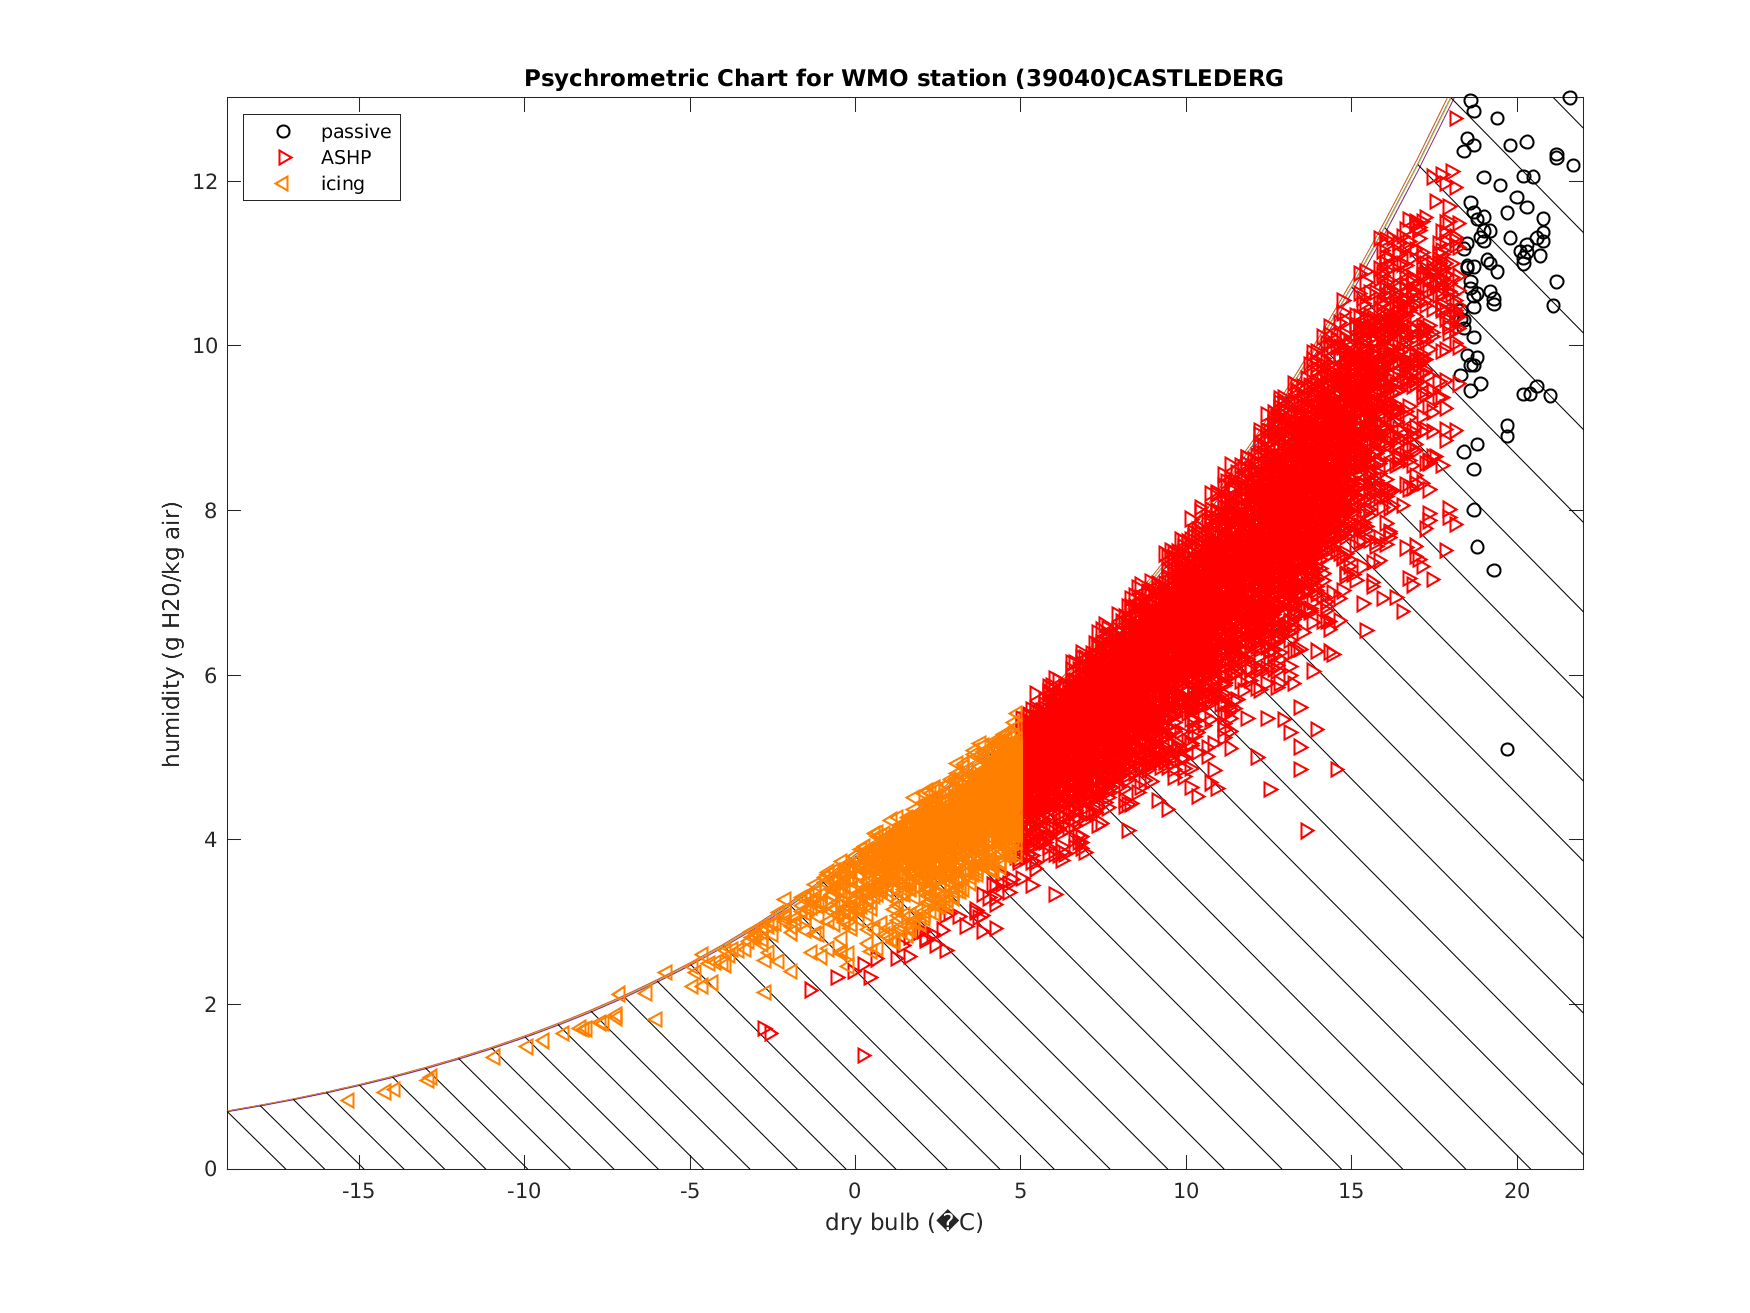 Psychrometric Chart for WMO station (39040)CASTLEDERG
passive
ASHP
icing
humidity (g H20/kg air)
12
10
8
6
4
2
0
-15 -10 -5 0 5 10 15 20
dry bulb (�C)